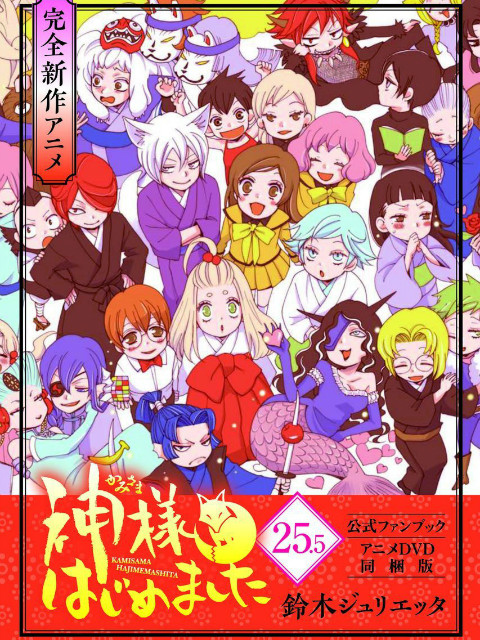 完全新作アニメ
かみさま
神様
KAMISAMA
HAJIMEMASHITA
はじめました
25.5
公式ファンブック
アニメDVD
同梱版
鈴木ジュリエッタ